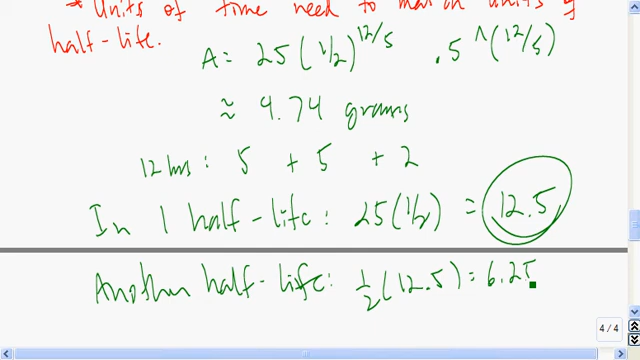 * Units of time need to match units of
half-life.
A = 25(1/2)^12/5 .5 ^(12/5)
≈ 4.74 grams
12 hrs: 5 + 5 + 2
In 1 half-life: 25(1/2) = 12.5
Another half-life: 1/2(12.5) = 6.25
4/4